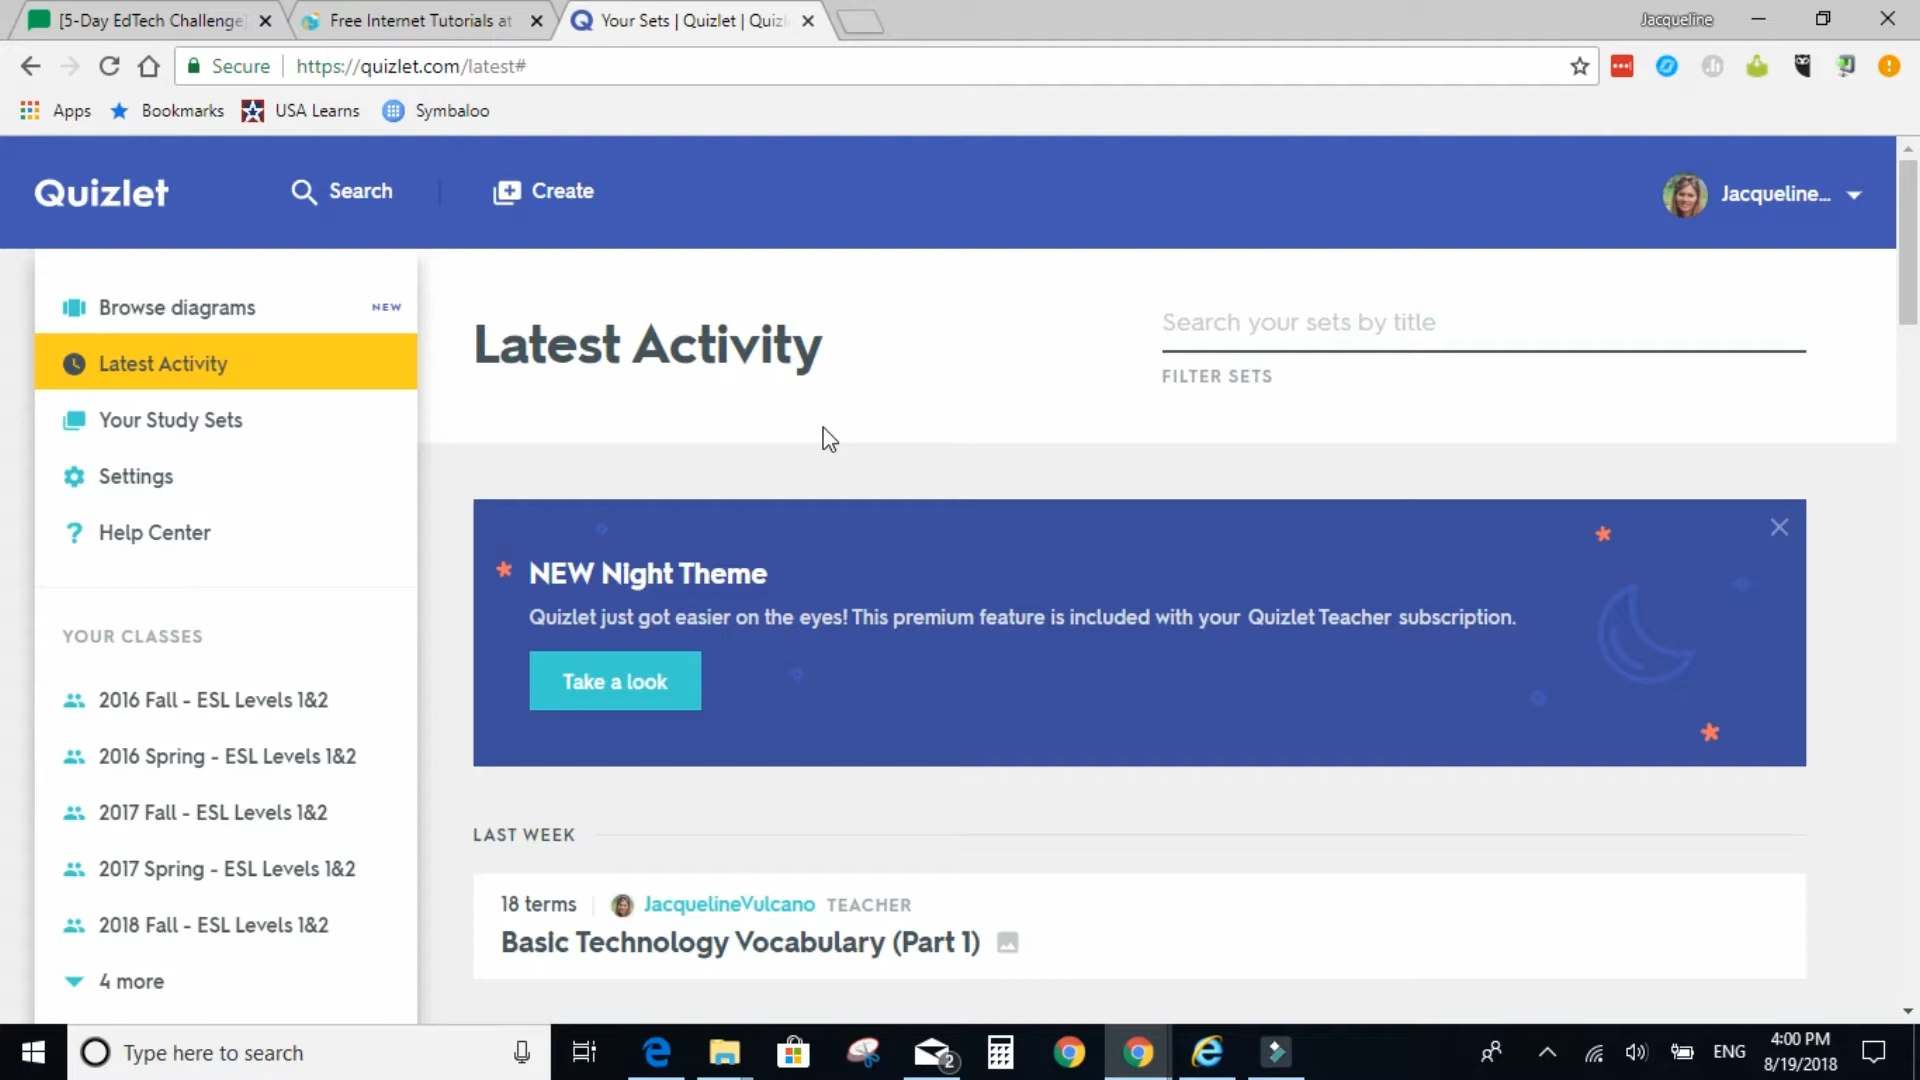 [5-Day EdTech Challenge]
Free Internet Tutorials at
Your Sets | Quizlet | Quizl
Jacqueline
Secure
https://quizlet.com/latest#
Apps
Bookmarks
USA Learns
Symbaloo
Quizlet
Search
Create
Jacqueline...
Browse diagrams
NEW
Latest Activity
Your Study Sets
Settings
Help Center
YOUR CLASSES
2016 Fall - ESL Levels 1&2
2016 Spring - ESL Levels 1&2
2017 Fall - ESL Levels 1&2
2017 Spring - ESL Levels 1&2
2018 Fall - ESL Levels 1&2
4 more
Latest Activity
Search your sets by title
FILTER SETS
NEW Night Theme
Quizlet just got easier on the eyes! This premium feature is included with your Quizlet Teacher subscription.
Take a look
LAST WEEK
18 terms
JacquelineVulcano TEACHER
Basic Technology Vocabulary (Part 1)
Type here to search
2
ENG
4:00 PM
8/19/2018